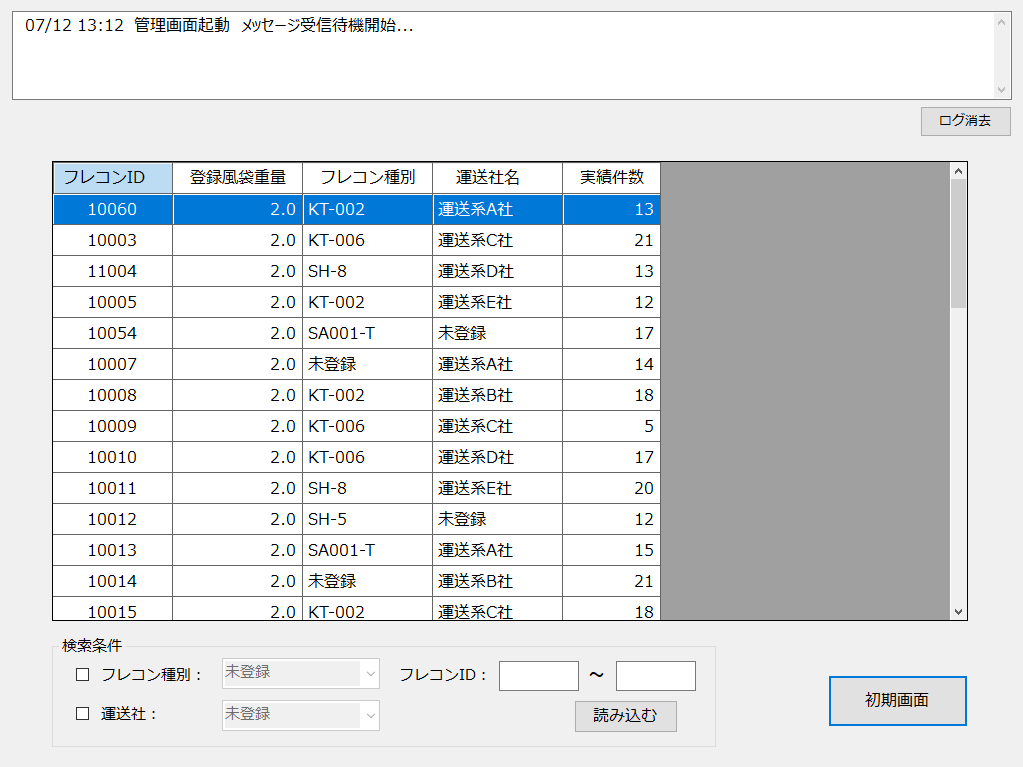 07/12 13:12 管理画面起動 メッセージ受信待機開始...
ログ消去
フレコンID 登録風袋重量 フレコン種別 運送社名 実績件数
10060 2.0 KT-002 運送系A社 13
10003 2.0 KT-006 運送系C社 21
11004 2.0 SH-8 運送系D社 13
10005 2.0 KT-002 運送系E社 12
10054 2.0 SA001-T 未登録 17
10007 2.0 未登録 運送系A社 14
10008 2.0 KT-002 運送系B社 18
10009 2.0 KT-006 運送系C社 5
10010 2.0 KT-006 運送系D社 17
10011 2.0 SH-8 運送系E社 20
10012 2.0 SH-5 未登録 12
10013 2.0 SA001-T 運送系A社 15
10014 2.0 未登録 運送系B社 21
10015 2.0 KT-002 運送系C社 18
検索条件
フレコン種別: 未登録 フレコンID: ~
運送社: 未登録 読み込む
初期画面